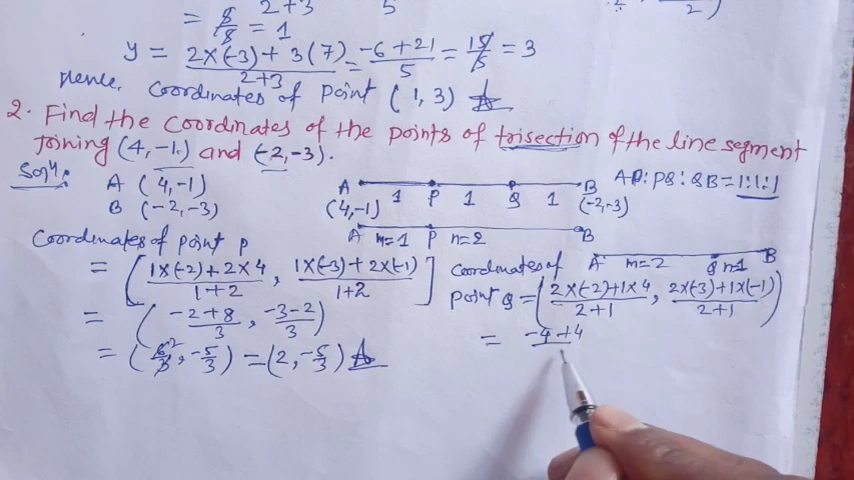 = 8/8 2+3 5
= 1
y = 2×(-3) + 3(7) / 2+3 = -6+21 / 5 = 15/5 = 3
Hence, Coordinates of Point (1, 3)
2. Find the Coordinates of the points of trisection of the line segment
Joining (4, -1) and (-2, -3).
Soln: A (4, -1)
B (-2, -3)
A 1 P 1 Q 1 B AP:PQ:QB = 1:1:1
(4,-1) (-2,-3)
A m=1 P n=2 B
Coordinates of point P
= (1×(-2)+2×4 / 1+2, 1×(-3)+2×(-1) / 1+2]
= (-2+8 / 3, -3-2 / 3)
= (6/3 2, -5/3) = (2, -5/3)
A m=2 Q n=1 B
Coordinates of
Point Q = (2×(-2)+1×4 / 2+1, 2×(-3)+1×(-1) / 2+1)
= -4+4